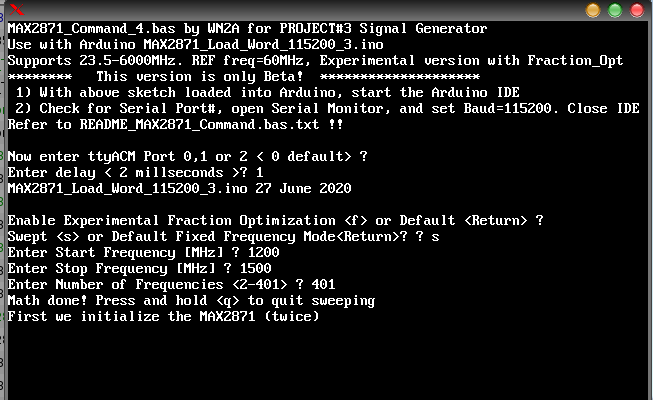 MAX2871_Command_4.bas by WN2A for PROJECT#3 Signal Generator
Use with Arduino MAX2871_Load_Word_115200_3.ino
Supports 23.5-6000MHz. REF freq=60MHz, Experimental version with Fraction_Opt
******** This version is only Beta! ********************
1) With above sketch loaded into Arduino, start the Arduino IDE
2) Check for Serial Port#, open Serial Monitor, and set Baud=115200. Close IDE
Refer to README_MAX2871_Command.bas.txt !!
Now enter ttyACM Port 0,1 or 2 < 0 default> ?
Enter delay < 2 millseconds >? 1
MAX2871_Load_Word_115200_3.ino 27 June 2020
Enable Experimental Fraction Optimization <f> or Default <Return> ?
Swept <s> or Default Fixed Frequency Mode<Return>? ? s
Enter Start Frequency [MHz] ? 1200
Enter Stop Frequency [MHz] ? 1500
Enter Number of Frequencies <2-401> ? 401
Math done! Press and hold <q> to quit sweeping
First we initialize the MAX2871 (twice)